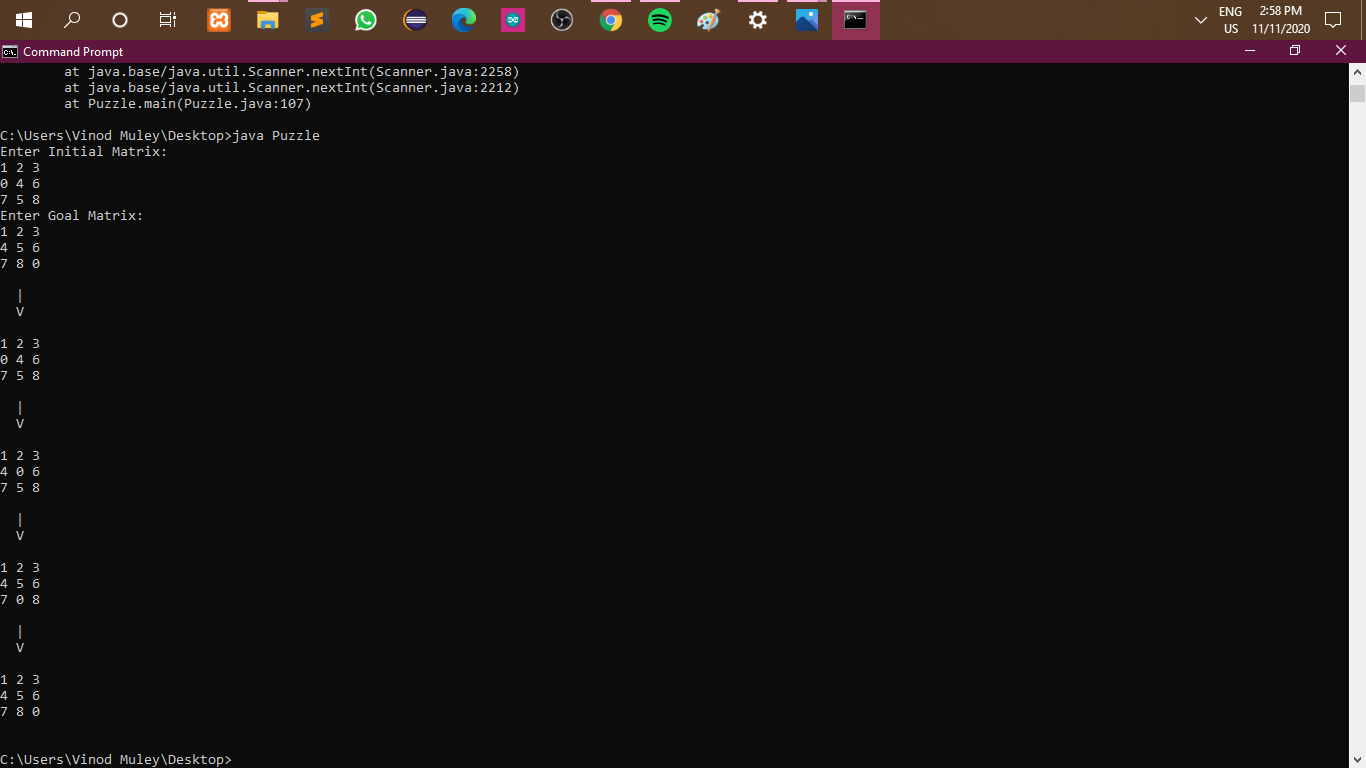 ENG
2:58 PM
US
11/11/2020
Command Prompt
at java.base/java.util.Scanner.nextInt(Scanner.java:2258)
at java.base/java.util.Scanner.nextInt(Scanner.java:2212)
at Puzzle.main(Puzzle.java:107)
C:\Users\Vinod Muley\Desktop>java Puzzle
Enter Initial Matrix:
1 2 3
0 4 6
7 5 8
Enter Goal Matrix:
1 2 3
4 5 6
7 8 0
|
V
1 2 3
0 4 6
7 5 8
|
V
1 2 3
4 0 6
7 5 8
|
V
1 2 3
4 5 6
7 0 8
|
V
1 2 3
4 5 6
7 8 0
C:\Users\Vinod Muley\Desktop>